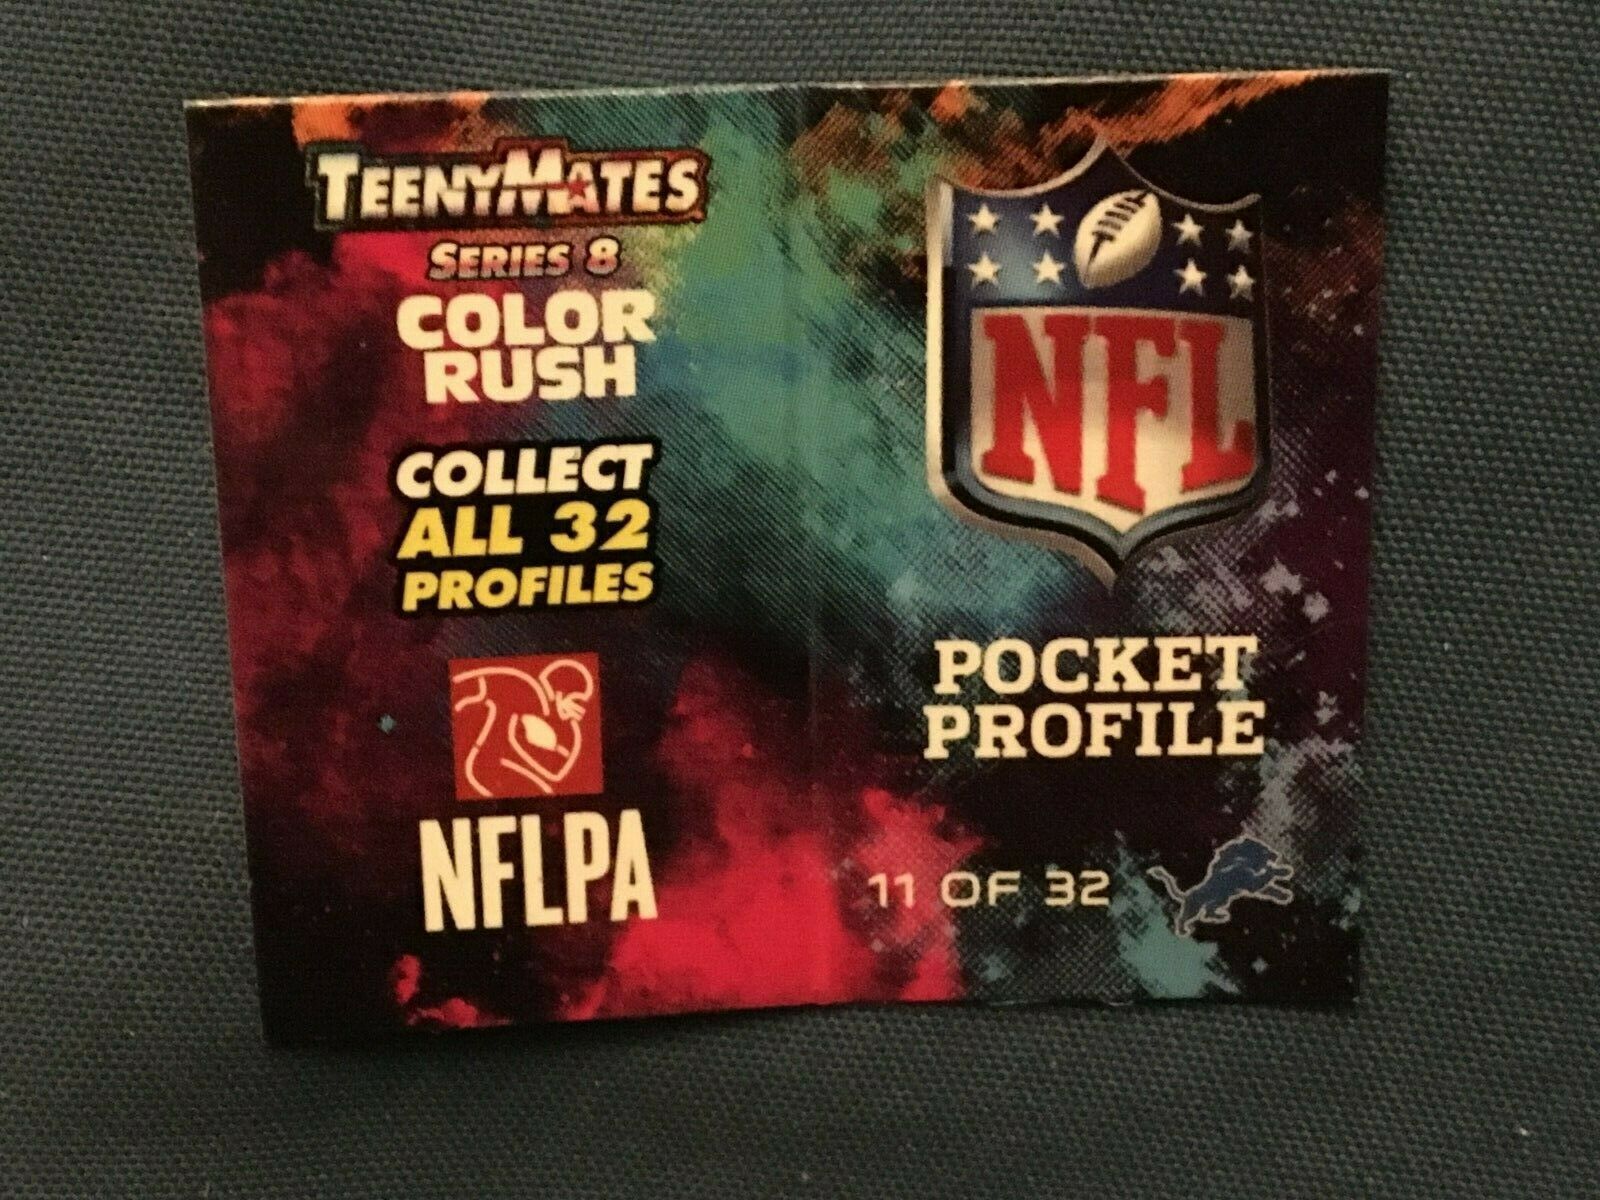 TEENYMATES
SERIES 8
COLOR
RUSH
COLLECT
ALL 32
PROFILES
NFLPA
NFL
POCKET
PROFILE
11 OF 32